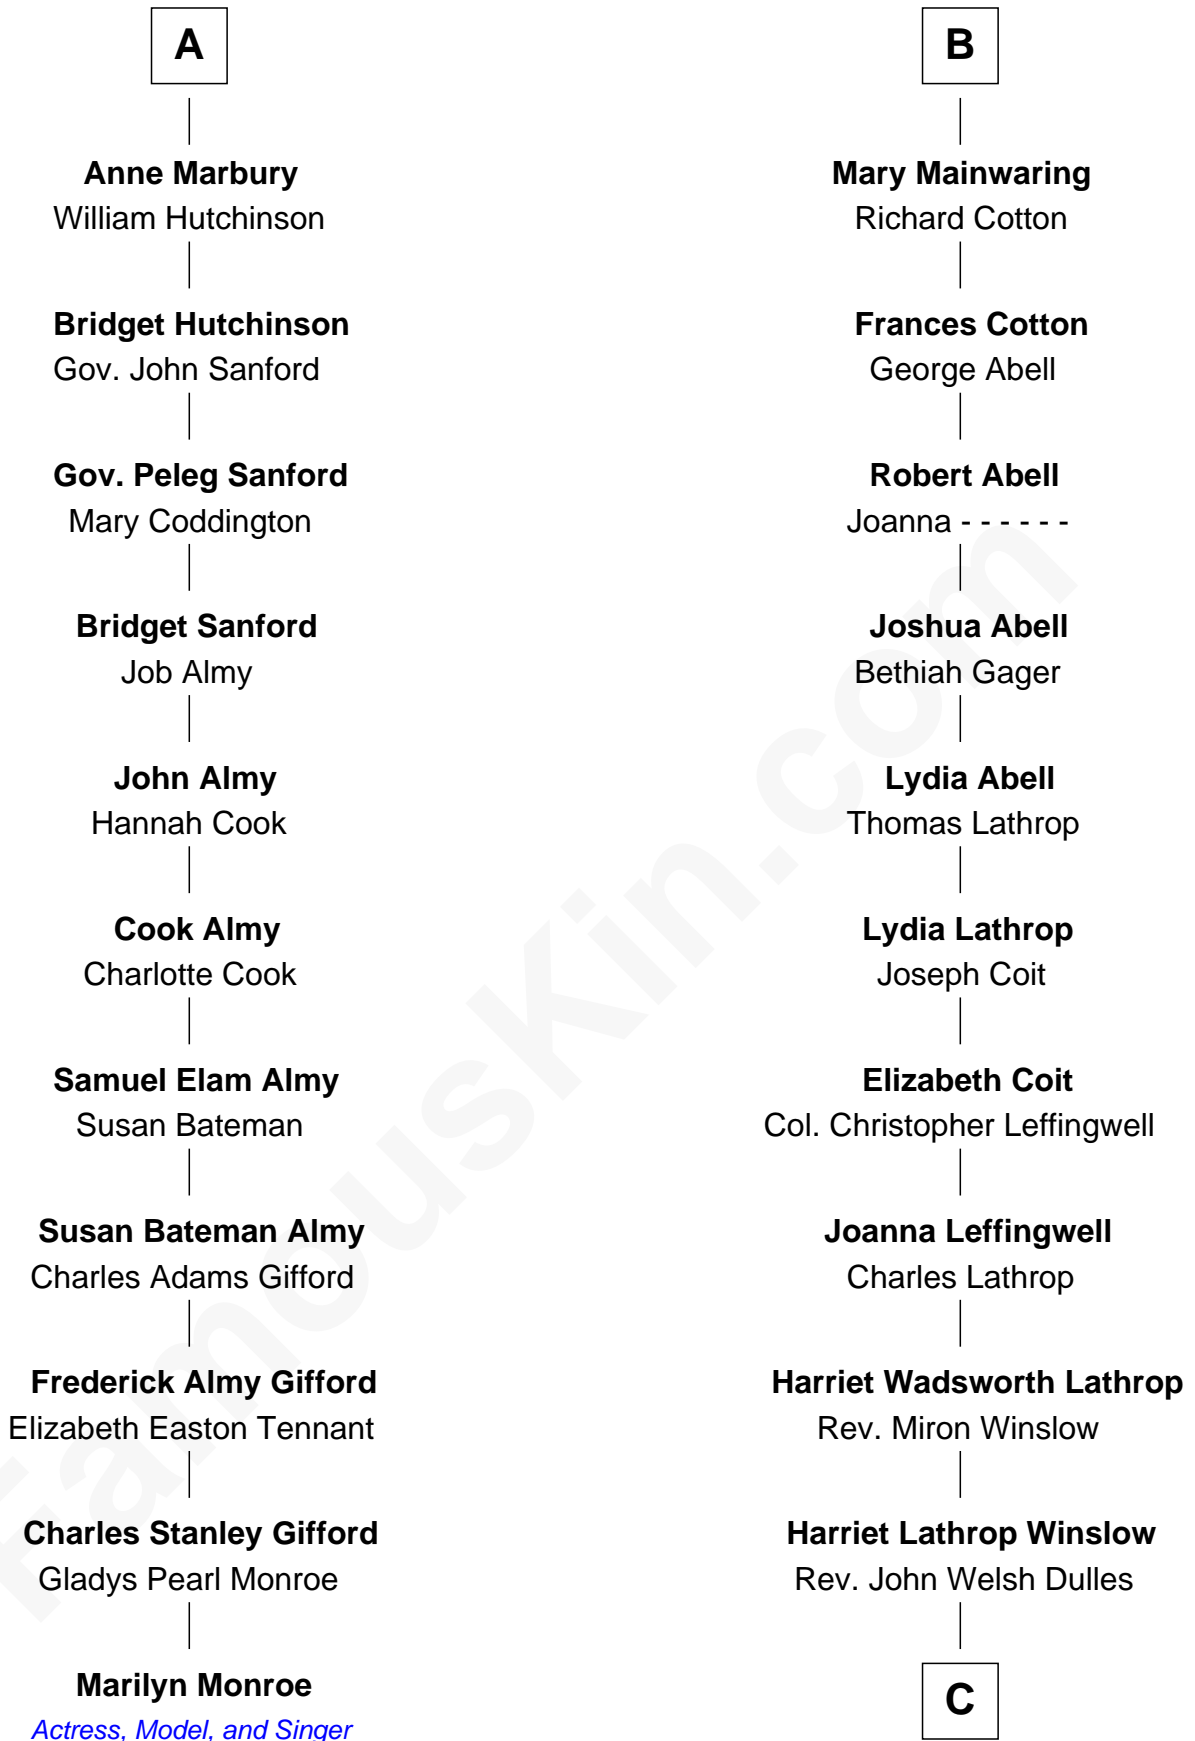 A
Anne Marbury
William Hutchinson
Bridget Hutchinson
Gov. John Sanford
Gov. Peleg Sanford
Mary Coddington
Bridget Sanford
Job Almy
John Almy
Hannah Cook
Cook Almy
Charlotte Cook
Samuel Elam Almy
Susan Bateman
Susan Bateman Almy
Charles Adams Gifford
Frederick Almy Gifford
Elizabeth Easton Tennant
Charles Stanley Gifford
Gladys Pearl Monroe
Marilyn Monroe
Actress, Model, and Singer
B
Mary Mainwaring
Richard Cotton
Frances Cotton
George Abell
Robert Abell
Joanna - - - - - -
Joshua Abell
Bethiah Gager
Lydia Abell
Thomas Lathrop
Lydia Lathrop
Joseph Coit
Elizabeth Coit
Col. Christopher Leffingwell
Joanna Leffingwell
Charles Lathrop
Harriet Wadsworth Lathrop
Rev. Miron Winslow
Harriet Lathrop Winslow
Rev. John Welsh Dulles
C
FamousKin.com